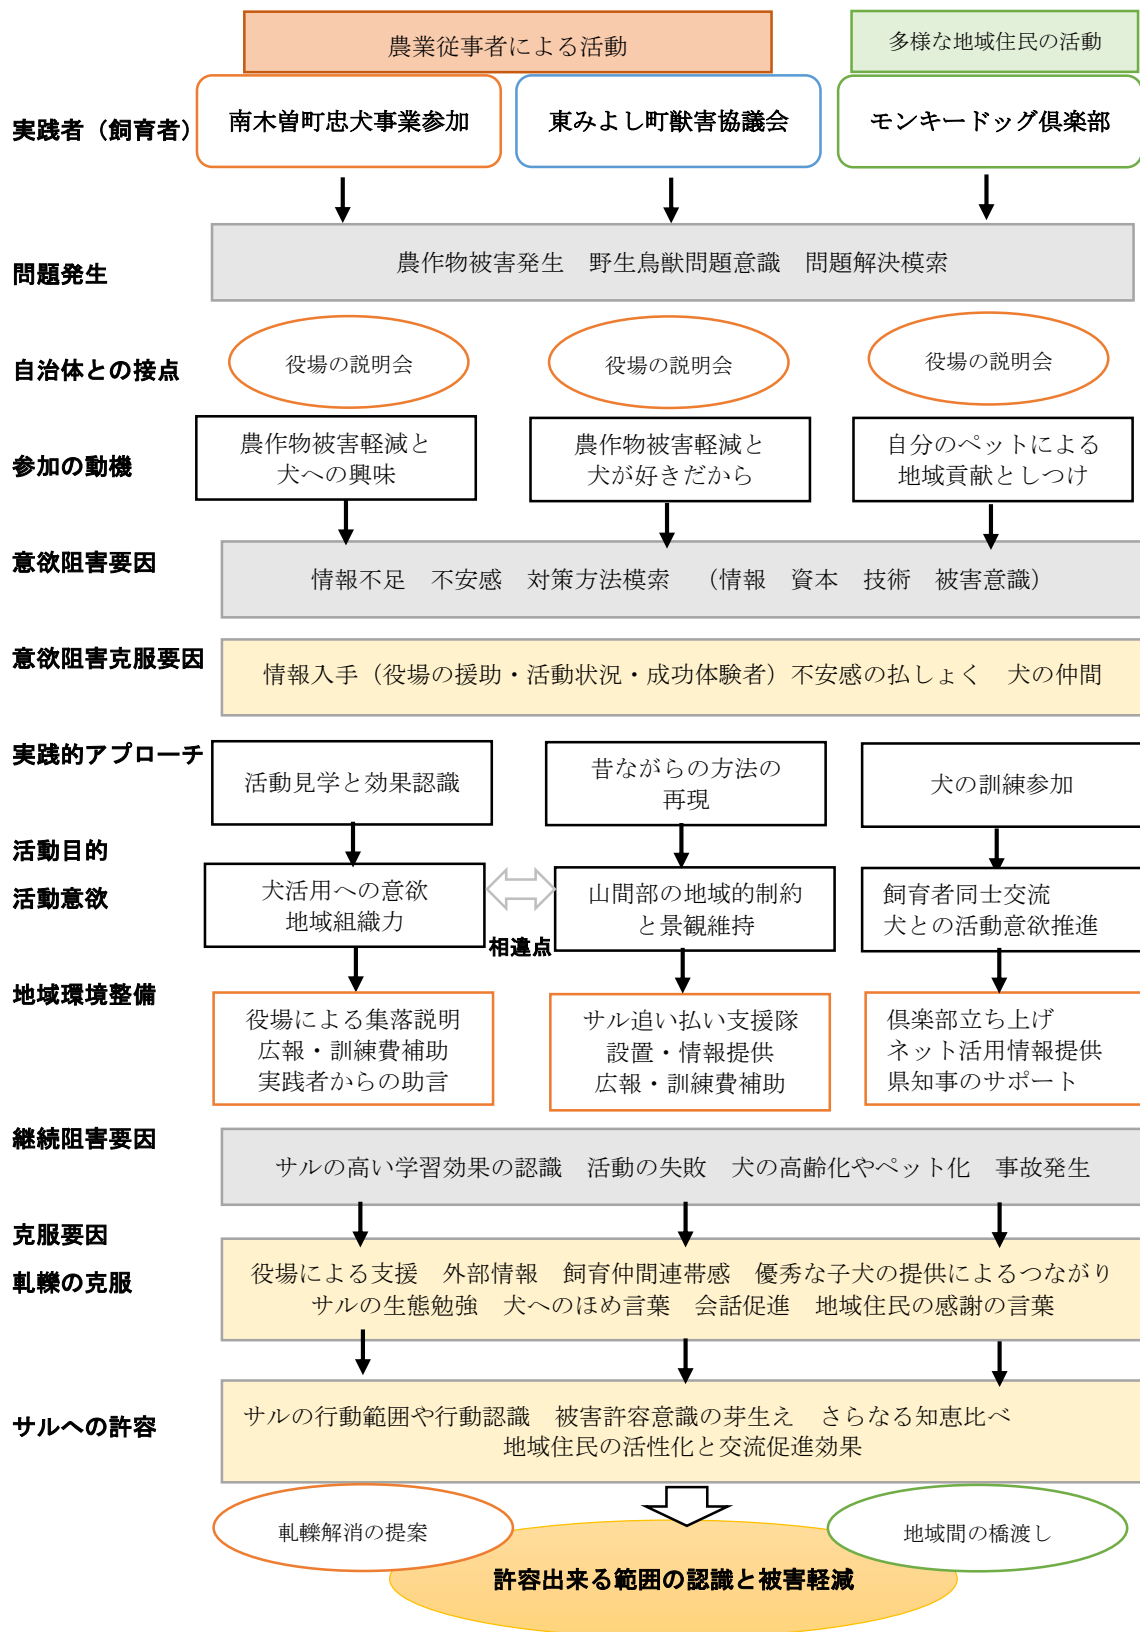 農業従事者による活動
多様な地域住民の活動
実践者（飼育者）
南木曽町忠犬事業参加
東みよし町獣害協議会
モンキードッグ倶楽部
問題発生
農作物被害発生　野生鳥獣問題意識　問題解決模索
自治体との接点
役場の説明会
役場の説明会
役場の説明会
参加の動機
農作物被害軽減と
犬への興味
農作物被害軽減と
犬が好きだから
自分のペットによる
地域貢献としつけ
意欲阻害要因
情報不足　不安感　対策方法模索　（情報　資本　技術　被害意識）
意欲阻害克服要因
情報入手（役場の援助・活動状況・成功体験者）不安感の払しょく　犬の仲間
実践的アプローチ
活動見学と効果認識
昔ながらの方法の
再現
犬の訓練参加
活動目的
活動意欲
犬活用への意欲
地域組織力
相違点
山間部の地域的制約
と景観維持
飼育者同士交流
犬との活動意欲推進
地域環境整備
役場による集落説明
広報・訓練費補助
実践者からの助言
サル追い払い支援隊
設置・情報提供
広報・訓練費補助
倶楽部立ち上げ
ネット活用情報提供
県知事のサポート
継続阻害要因
サルの高い学習効果の認識　活動の失敗　犬の高齢化やペット化　事故発生
克服要因
軋轢の克服
役場による支援　外部情報　飼育仲間連帯感　優秀な子犬の提供によるつながり
サルの生態勉強　犬へのほめ言葉　会話促進　地域住民の感謝の言葉
サルへの許容
サルの行動範囲や行動認識　被害許容意識の芽生え　さらなる知恵比べ
地域住民の活性化と交流促進効果
軋轢解消の提案
地域間の橋渡し
許容出来る範囲の認識と被害軽減